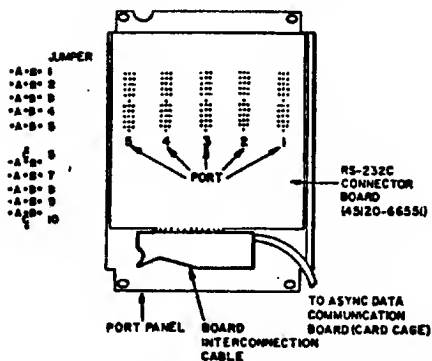 JUMPER
•A•B• 1
•A•B• 2
•A•B• 3
•A•B• 4
•A•B• 5
•A•B• 6
•A•B• 7
•A•B• 8
•A•B• 9
•A•B• 10
5 4 3 2 1
PORT
RS-232C
CONNECTOR
BOARD
(45120-66551)
TO ASYNC DATA
COMMUNICATION
BOARD (CARD CAGE)
PORT PANEL
BOARD
INTERCONNECTION
CABLE